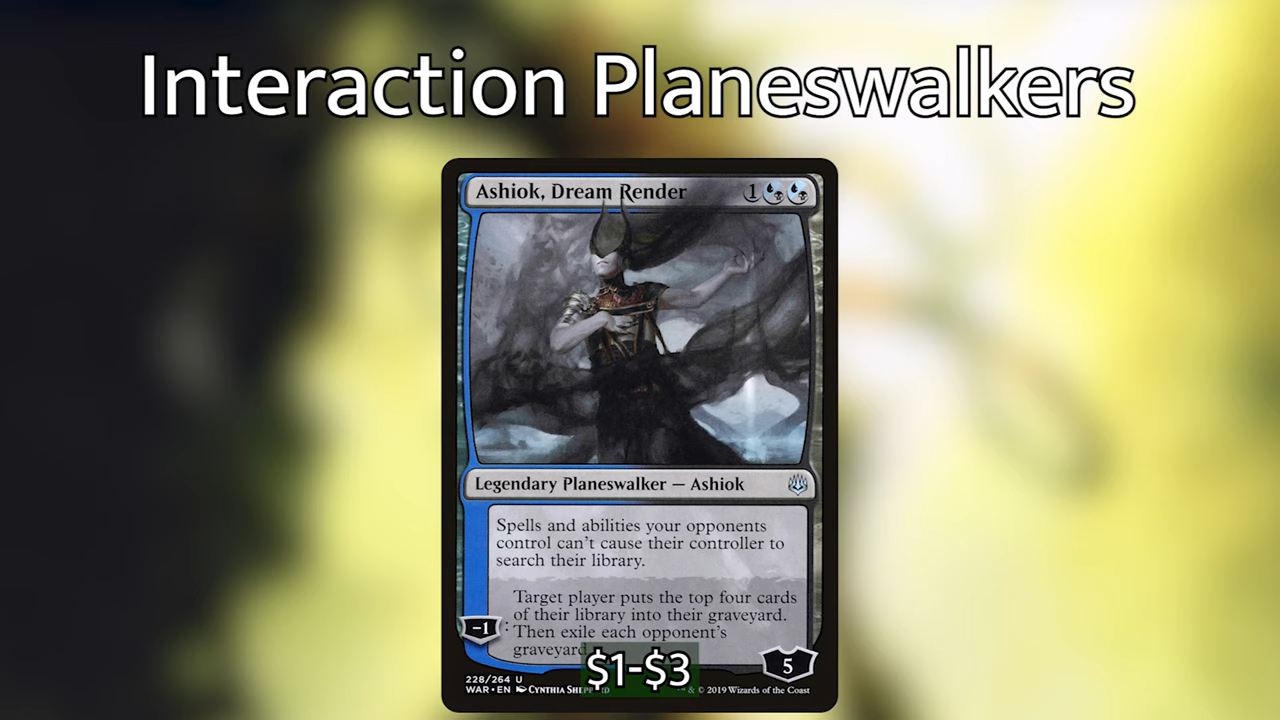 Interaction Planeswalkers
Ashiok, Dream Render 1
Spells and abilities your opponents
control can't cause their controller to
search their library.
Legendary Planeswalker — Ashiok
Target player puts the top four cards
of their library into their graveyard.
−1: Then exile each opponent's
graveyard
$1-$3
5
228/264 U
WAR • EN CYNTHIA
& © 2019 Wizards of the Coast